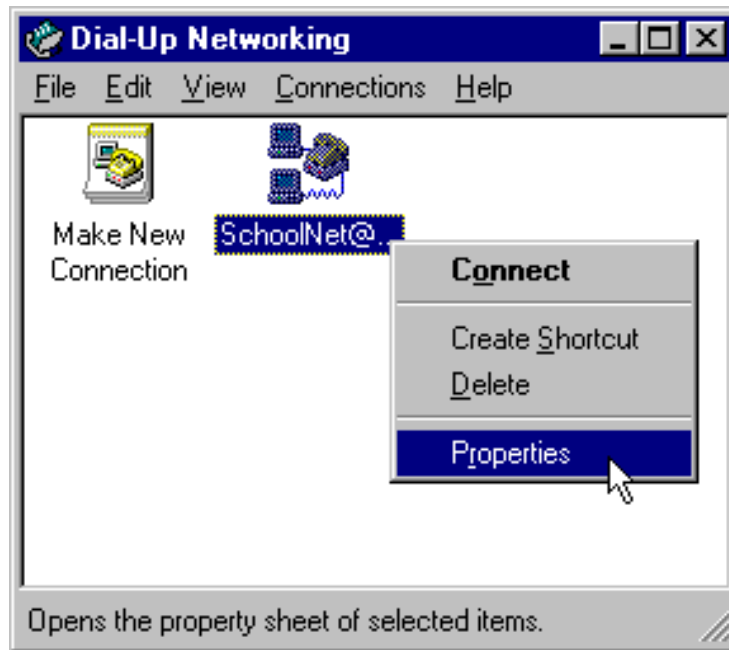 Dial-Up Networking
File Edit View Connections Help
Make New
Connection
SchoolNet@...
Connect
Create Shortcut
Delete
Properties
Opens the property sheet of selected items.